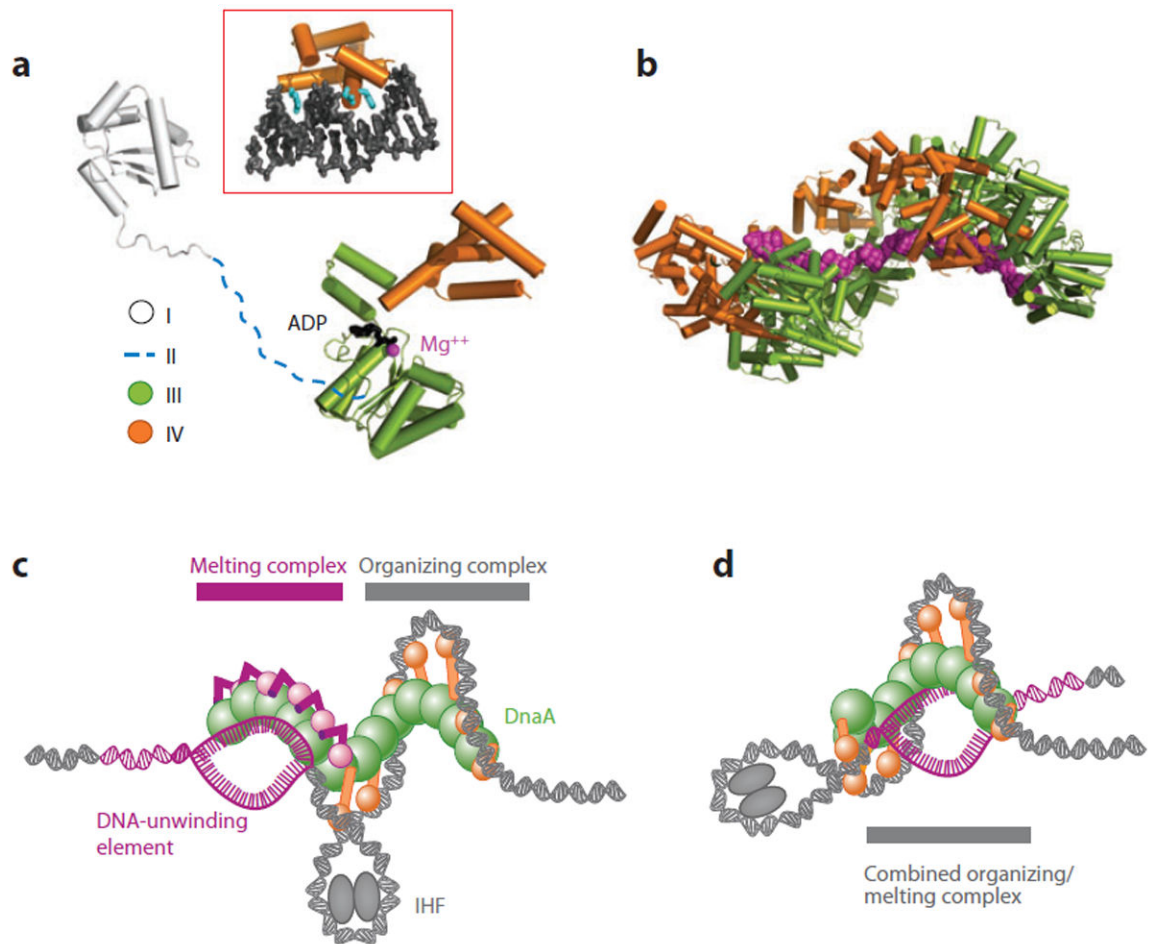 a
b
ADP
Mg++
I
II
III
IV
c
Melting complex
Organizing complex
d
DnaA
DNA-unwinding
element
IHF
Combined organizing/
melting complex